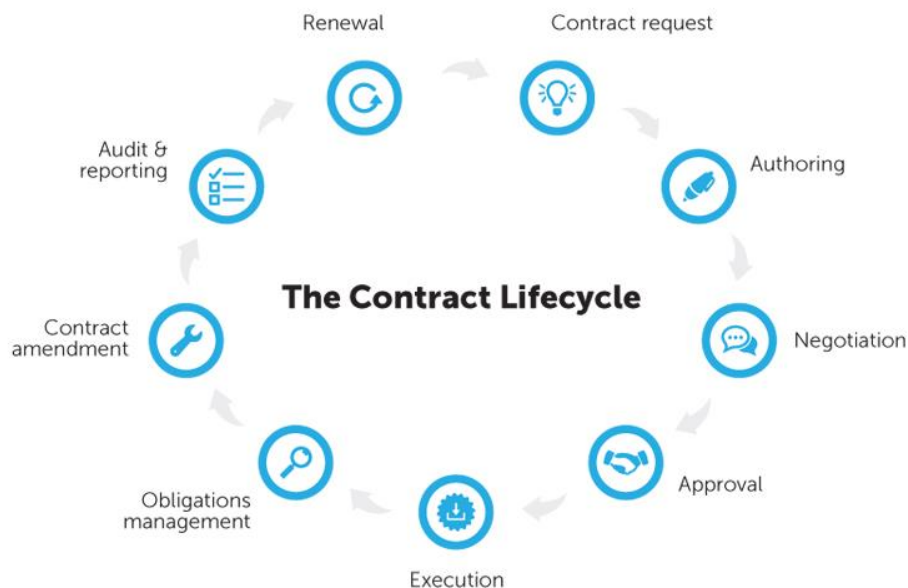 Renewal
Contract request
Audit &
reporting
Authoring
The Contract Lifecycle
Contract
amendment
Negotiation
Obligations
management
Approval
Execution